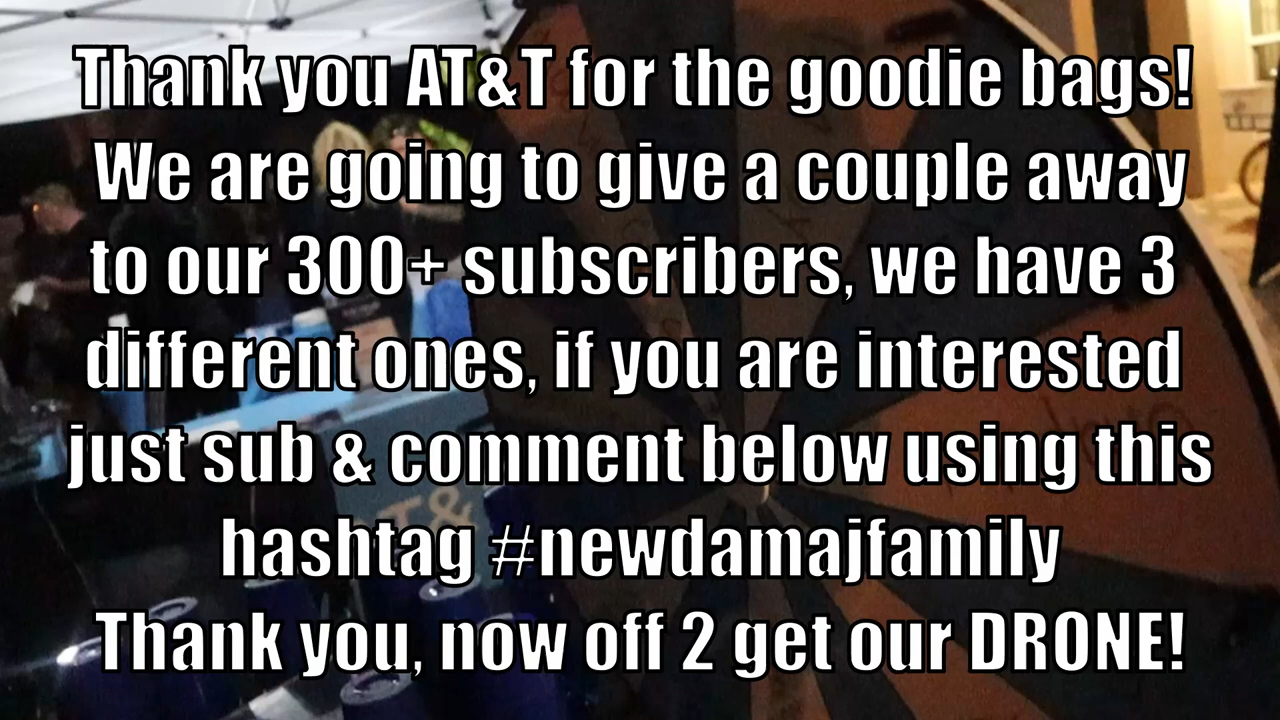 Thank you AT&T for the goodie bags!
We are going to give a couple away
to our 300+ subscribers, we have 3
different ones, if you are interested
just sub & comment below using this
hashtag #newdamajfamily
Thank you, now off 2 get our DRONE!
T&